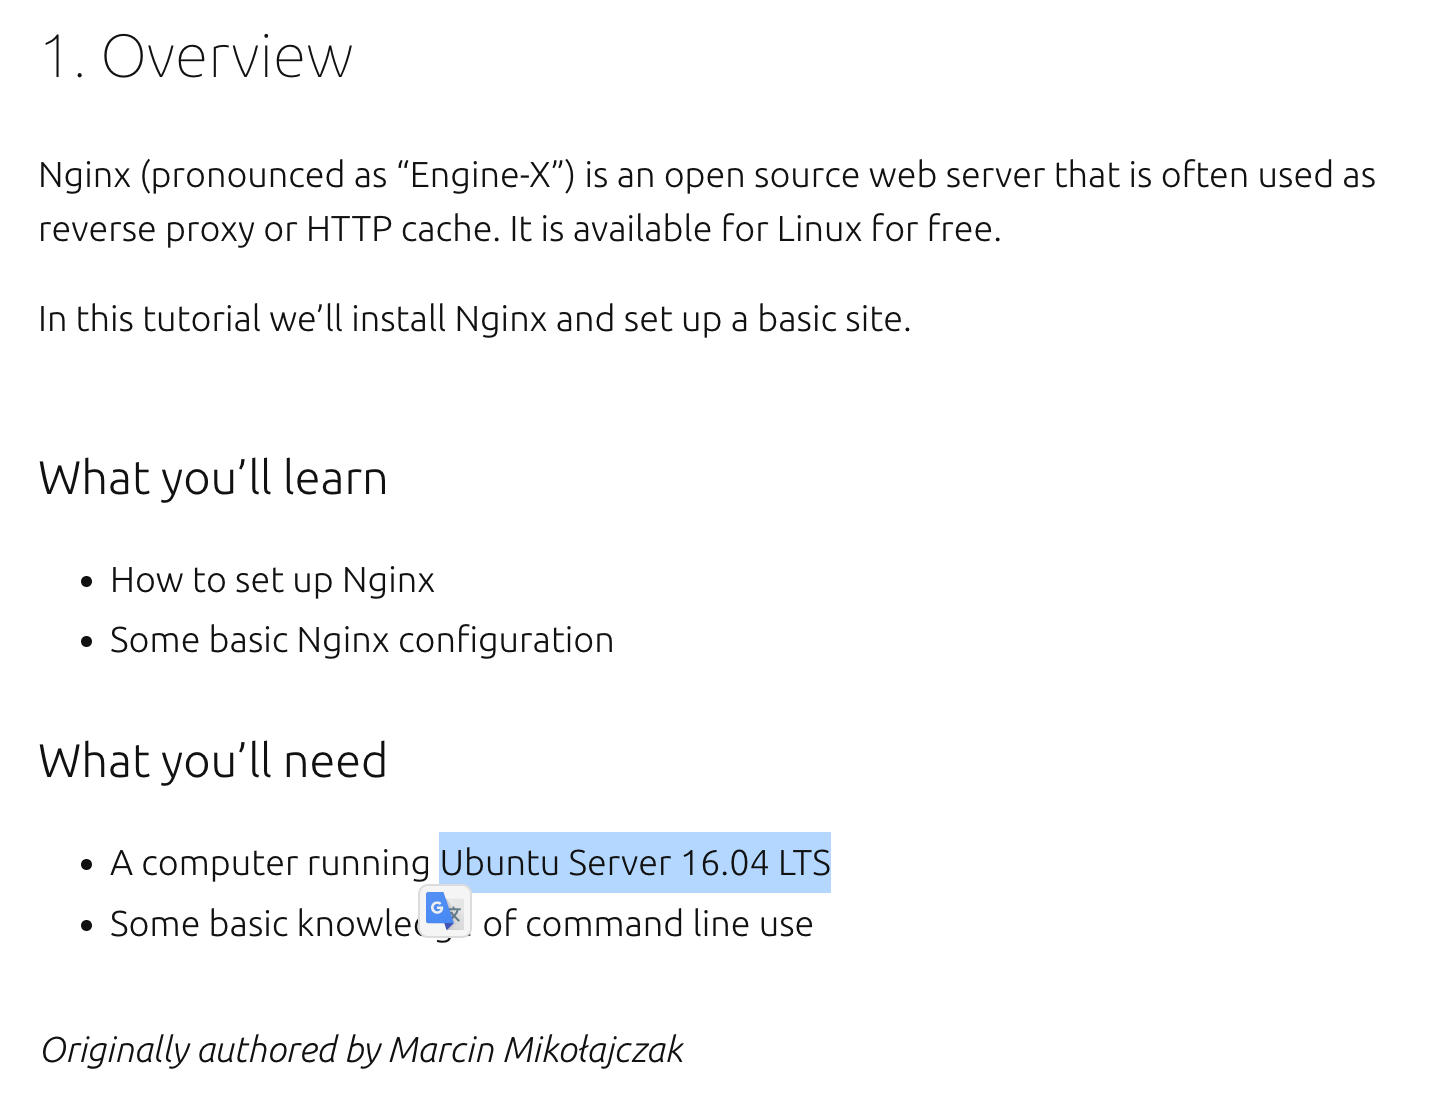 1. Overview
Nginx (pronounced as “Engine-X”) is an open source web server that is often used as
reverse proxy or HTTP cache. It is available for Linux for free.
In this tutorial we’ll install Nginx and set up a basic site.
What you’ll learn
• How to set up Nginx
• Some basic Nginx configuration
What you’ll need
• A computer running Ubuntu Server 16.04 LTS
• Some basic knowledge of command line use
Originally authored by Marcin Mikołajczak